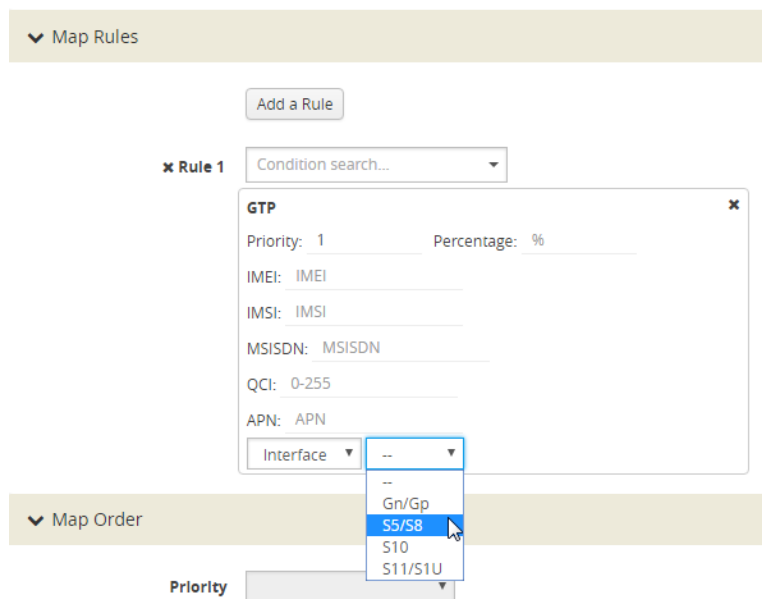 Map Rules
Add a Rule
Rule 1 Condition search...
GTP
Priority: 1 Percentage: %
IMEI: IMEI
IMSI: IMSI
MSISDN: MSISDN
QCI: 0-255
APN: APN
Interface --
--
Gn/Gp
S5/S8
S10
S11/S1U
Map Order
Priority